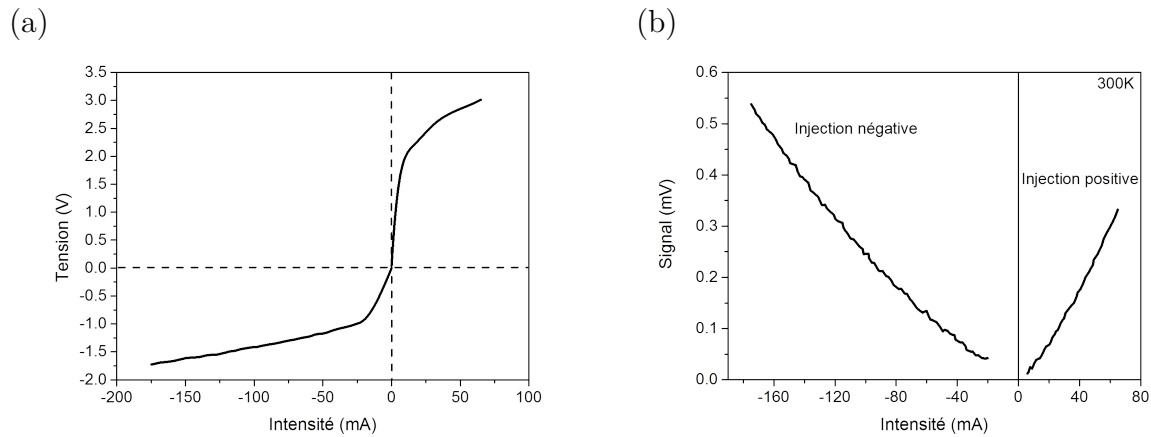 (a)
3.5
3.0
2.5
2.0
1.5
1.0
0.5
0.0
-0.5
-1.0
-1.5
-2.0
Tension (V)
-200 -150 -100 -50 0 50 100
Intensité (mA)
(b)
0.6
0.5
0.4
0.3
0.2
0.1
0.0
Signal (mV)
300K
Injection négative
Injection positive
-160 -120 -80 -40 0 40 80
Intensité (mA)